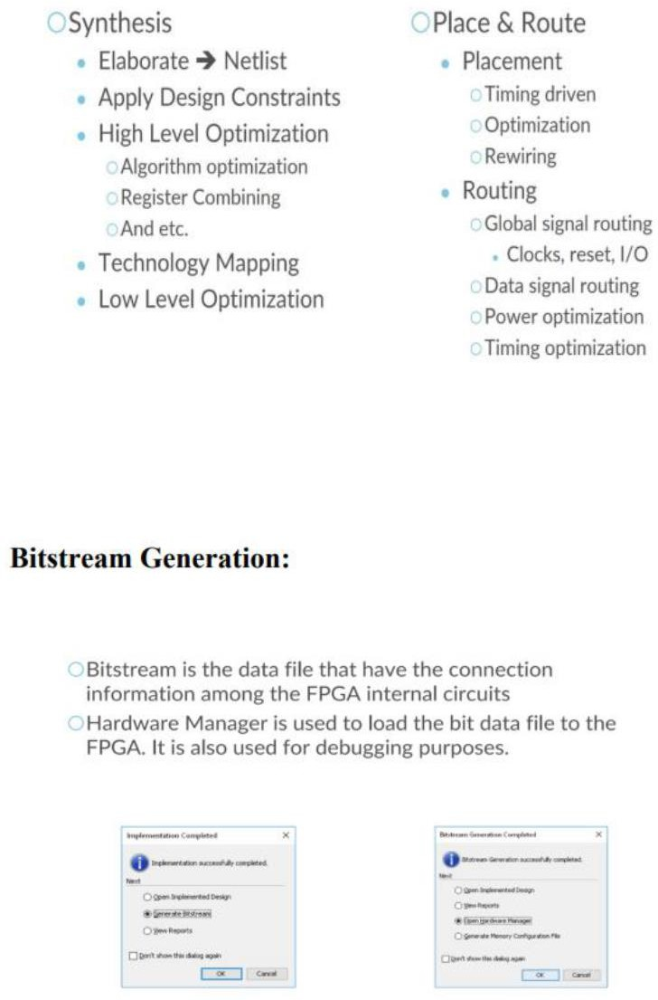 Synthesis
Elaborate → Netlist
Apply Design Constraints
High Level Optimization
Algorithm optimization
Register Combining
And etc.
Technology Mapping
Low Level Optimization
Place & Route
Placement
Timing driven
Optimization
Rewiring
Routing
Global signal routing
Clocks, reset, I/O
Data signal routing
Power optimization
Timing optimization
Bitstream Generation:
Bitstream is the data file that have the connection
information among the FPGA internal circuits
Hardware Manager is used to load the bit data file to the
FPGA. It is also used for debugging purposes.
Implementation Completed
Implementation successfully completed.
Next
Open Implemented Design
Generate Bitstream
View Reports
Don't show this dialog again
OK Cancel
Bitstream Generation Completed
Bitstream Generation successfully completed.
Next
Open Implemented Design
View Reports
Open Hardware Manager
Generate Memory Configuration File
Don't show this dialog again
OK Cancel